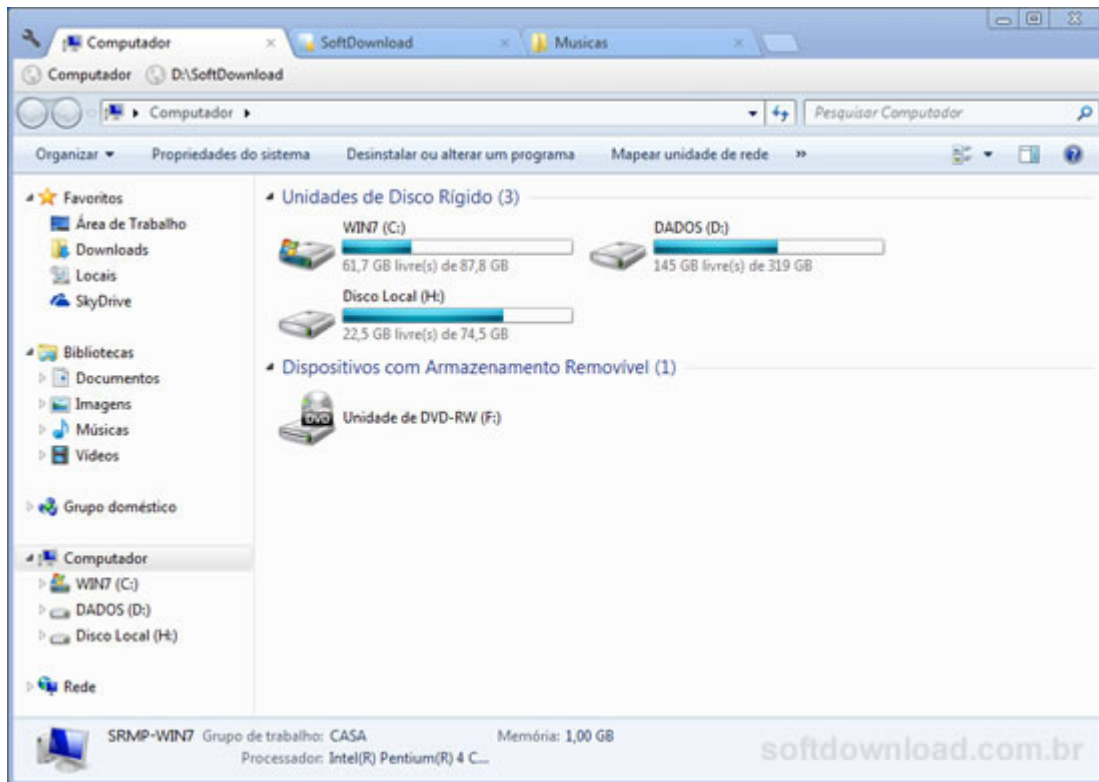 Computador SoftDownload Musicas
Computador D:\SoftDownload
Computador Pesquisar Computador
Organizar Propriedades do sistema Desinstalar ou alterar um programa Mapear unidade de rede »
Favoritos
Área de Trabalho
Downloads
Locais
SkyDrive
Bibliotecas
Documentos
Imagens
Músicas
Vídeos
Grupo doméstico
Computador
WIN7 (C:)
DADOS (D:)
Disco Local (H:)
Rede
Unidades de Disco Rígido (3)
WIN7 (C:)
61,7 GB livre(s) de 87,8 GB
DADOS (D:)
145 GB livre(s) de 319 GB
Disco Local (H:)
22,5 GB livre(s) de 74,5 GB
Dispositivos com Armazenamento Removível (1)
DVD
Unidade de DVD-RW (F:)
SRMP-WIN7 Grupo de trabalho: CASA Memória: 1,00 GB
Processador: Intel(R) Pentium(R) 4 C...
softdownload.com.br